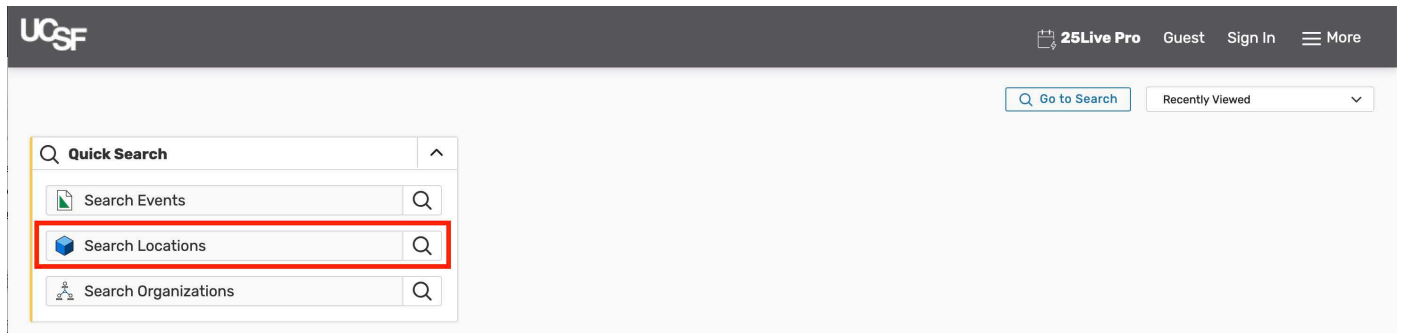 UCSF
25Live Pro Guest Sign In More
Go to Search Recently Viewed
Quick Search
Search Events
Search Locations
Search Organizations